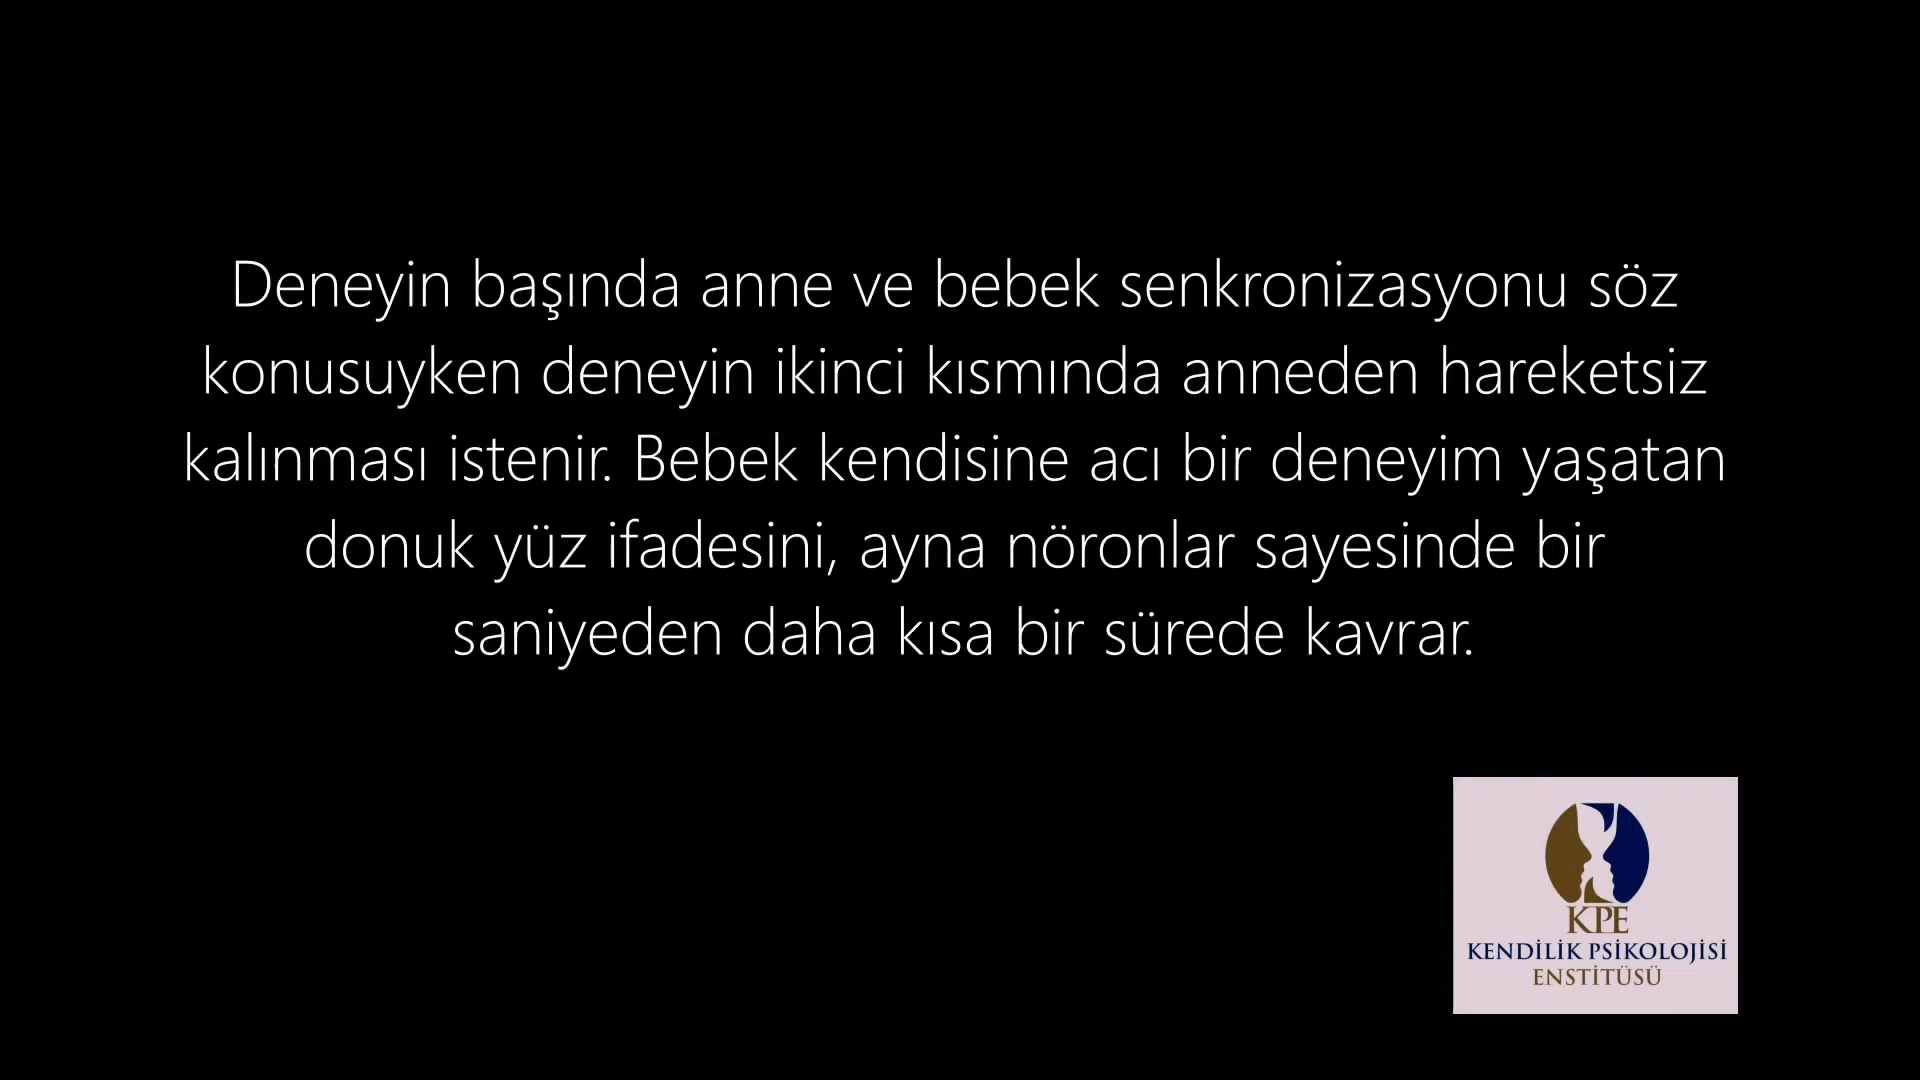 Deneyin başında anne ve bebek senkronizasyonu söz
konusuyken deneyin ikinci kısmında anneden hareketsiz
kalınması istenir. Bebek kendisine acı bir deneyim yaşatan
donuk yüz ifadesini, ayna nöronlar sayesinde bir
saniyeden daha kısa bir sürede kavrar.
KPE
KENDİLİK PSİKOLOJİSİ
ENSTİTÜSÜ